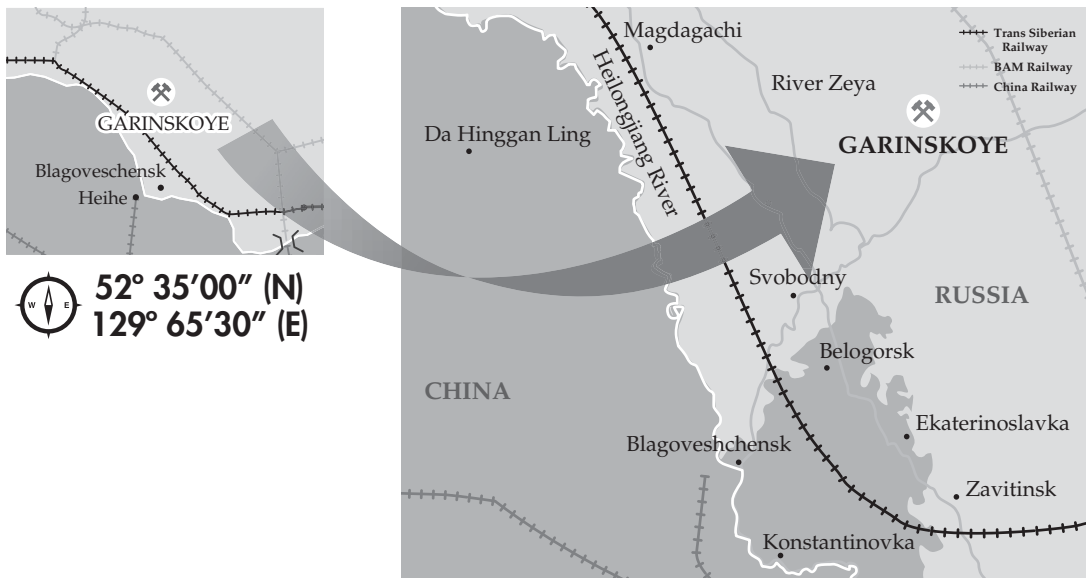 GARINSKOYE
Blagoveschensk
Heihe
W E
52° 35’00” (N)
129° 65’30” (E)
Trans Siberian
Railway
BAM Railway
China Railway
Magdagachi
Heilongjiang River
River Zeya
Da Hinggan Ling
GARINSKOYE
Svobodny
RUSSIA
Belogorsk
CHINA
Ekaterinoslavka
Blagoveshchensk
Zavitinsk
Konstantinovka